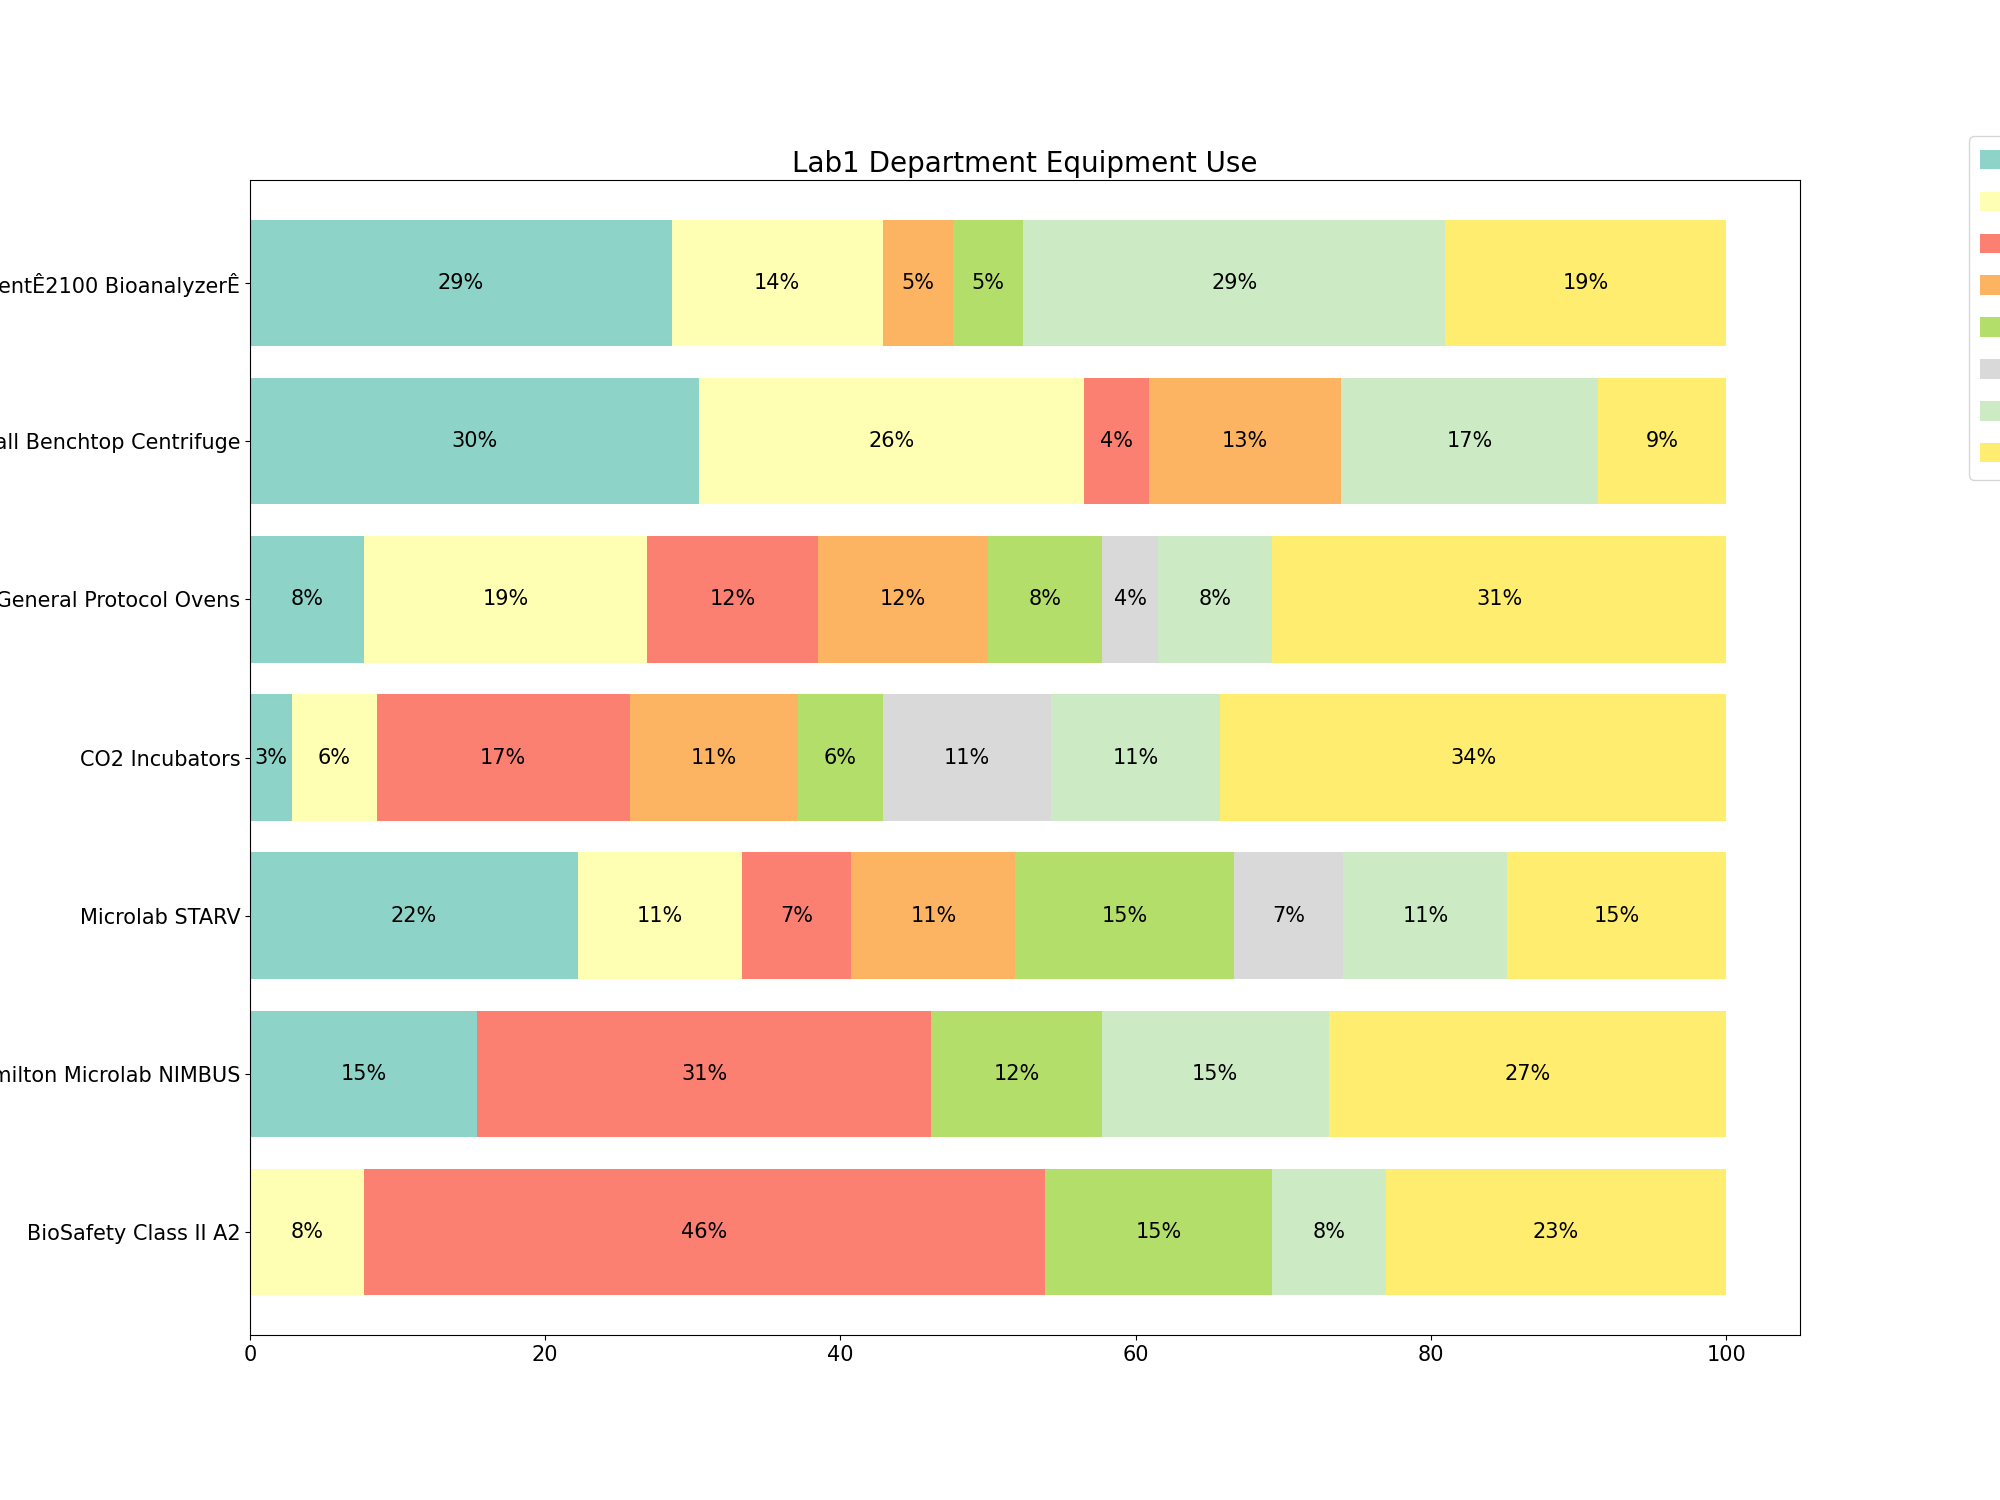 Lab1 Department Equipment Use
entÊ2100 BioanalyzerÊ
29% 14% 5% 5% 29% 19%
all Benchtop Centrifuge
30% 26% 4% 13% 17% 9%
General Protocol Ovens
8% 19% 12% 12% 8% 4% 8% 31%
CO2 Incubators
3% 6% 17% 11% 6% 11% 11% 34%
Microlab STARV
22% 11% 7% 11% 15% 7% 11% 15%
milton Microlab NIMBUS
15% 31% 12% 15% 27%
BioSafety Class II A2
8% 46% 15% 8% 23%
0 20 40 60 80 100